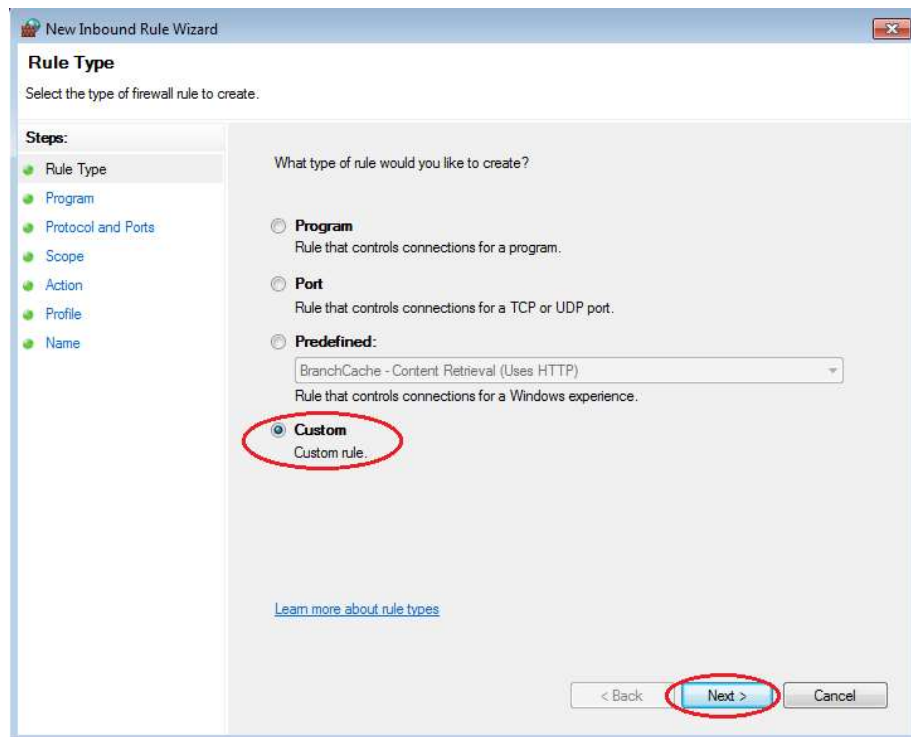 New Inbound Rule Wizard
Rule Type
Select the type of firewall rule to create.
Steps:
Rule Type
Program
Protocol and Ports
Scope
Action
Profile
Name
What type of rule would you like to create?
Program
Rule that controls connections for a program.
Port
Rule that controls connections for a TCP or UDP port.
Predefined:
BranchCache - Content Retrieval (Uses HTTP)
Rule that controls connections for a Windows experience.
Custom
Custom rule.
Learn more about rule types
< Back
Next >
Cancel